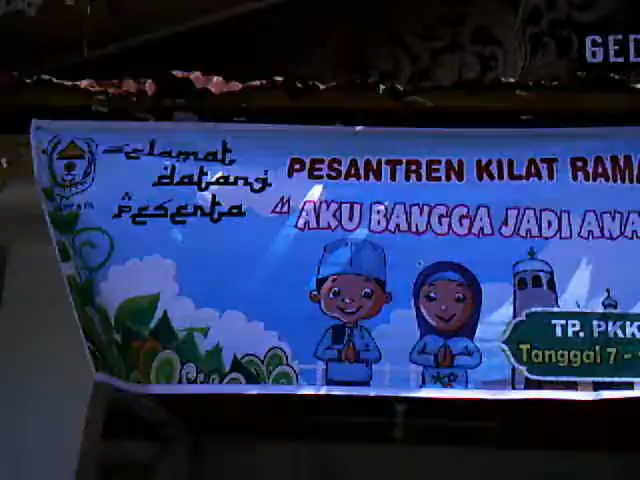 GED
Selamat
datang
Peserta
PESANTREN KILAT RAMA
"AKU BANGGA JADI ANA
TP. PKK
Tanggal 7 -